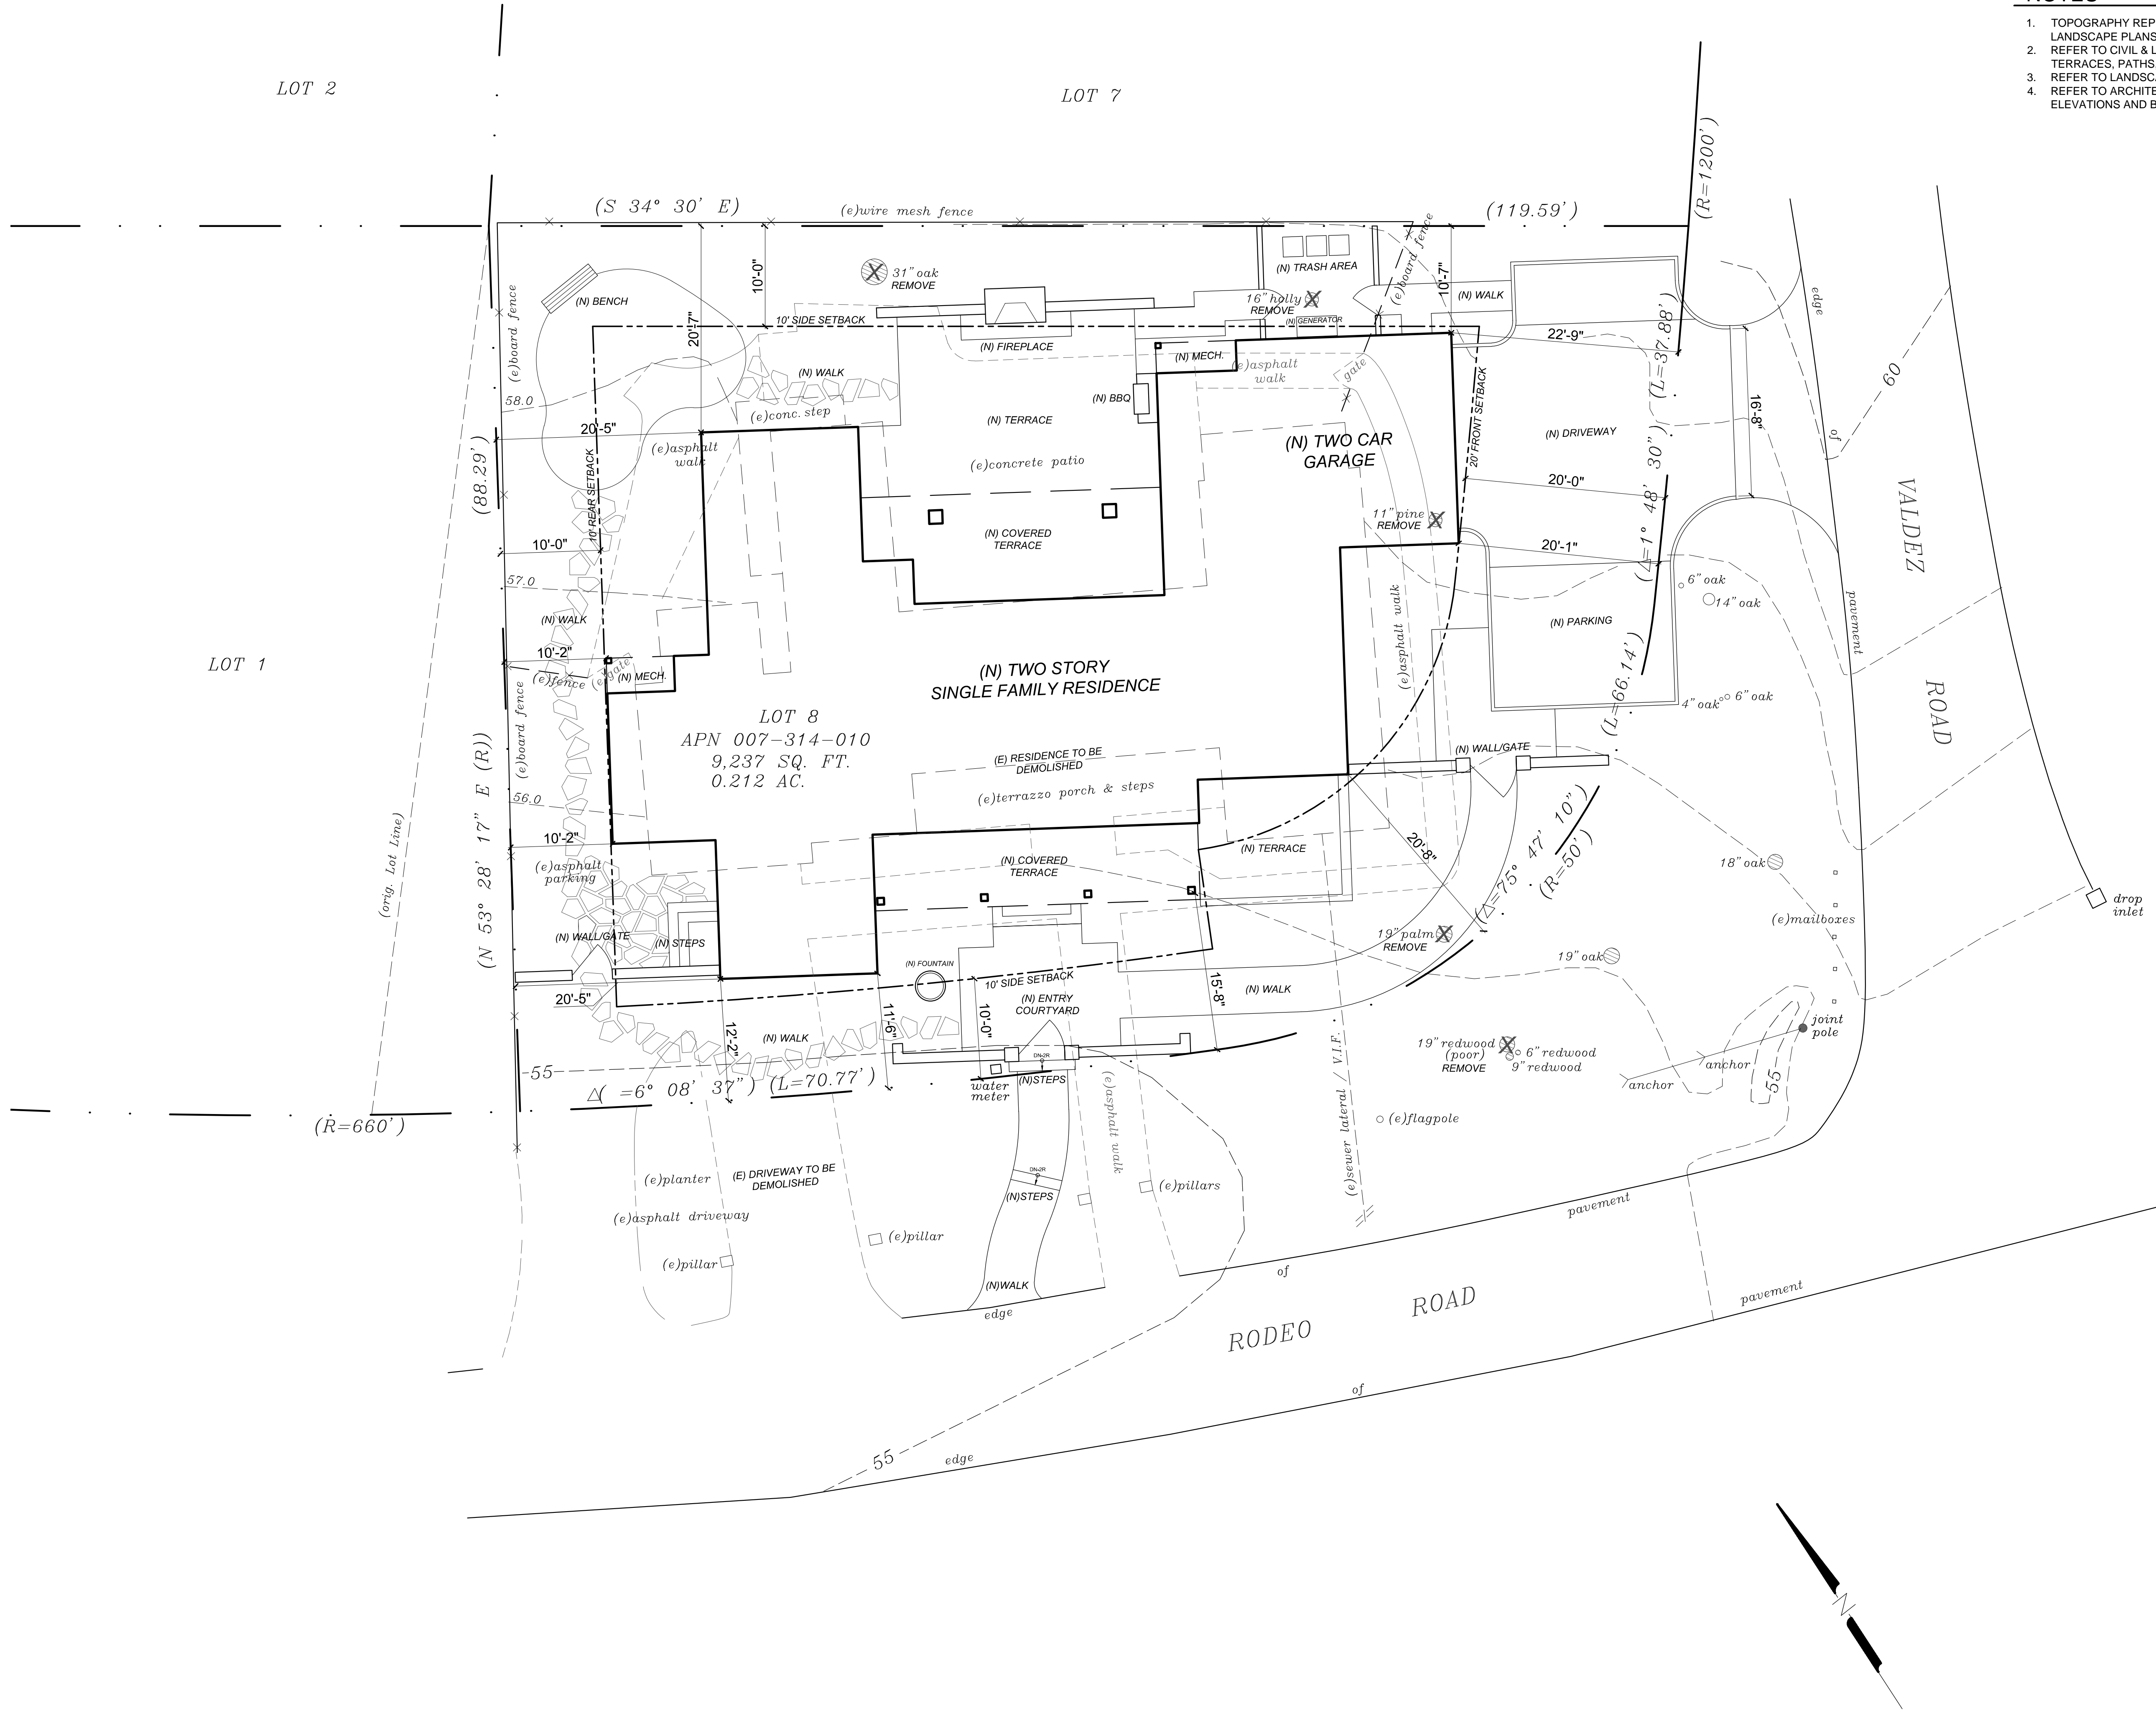 1. TOPOGRAPHY REP
LANDSCAPE PLANS
2. REFER TO CIVIL & L
TERRACES, PATHS
3. REFER TO LANDSC
4. REFER TO ARCHITE
ELEVATIONS AND B
LOT 2
LOT 7
(R=1200')
(S 34° 30' E)
(e)wire mesh fence
(119.59')
(e)board fence
(N) BENCH
31" oak
REMOVE
10'-0"
20'-7"
(N) TRASH AREA
16" holly
REMOVE
(N) GENERATOR
(e)board fence
10'-7"
(N) WALK
10' SIDE SETBACK
(N) FIREPLACE
(N) MECH.
(e)asphalt
walk
gate
22'-9"
(L=37.88')
edge
of
pavement
60
(N) WALK
58.0
(e)conc. step
(N) BBQ
(N) TERRACE
(N) TWO CAR
GARAGE
20' FRONT SETBACK
(N) DRIVEWAY
16'-8"
20'-5"
(e)asphalt
walk
(e)concrete patio
20'-0"
(88.29')
10' REAR SETBACK
11" pine
REMOVE
(N) COVERED
TERRACE
20'-1"
(△=1° 48' 30")
VALDEZ
ROAD
10'-0"
57.0
6" oak
14" oak
(N) WALK
(e)asphalt walk
(N) PARKING
10'-2"
(e)fence
(e)gate
(N) MECH.
LOT 1
(N) TWO STORY
SINGLE FAMILY RESIDENCE
(L=66.14')
4" oak
6" oak
(e)board fence
LOT 8
APN 007-314-010
9,237 SQ. FT.
0.212 AC.
(E) RESIDENCE TO BE
DEMOLISHED
(N) WALL/GATE
(e)terrazzo porch & steps
56.0
(N 53° 28' 17" E (R))
(orig. Lot Line)
10'-2"
(e)asphalt
parking
(N) COVERED
TERRACE
(N) TERRACE
20'-8"
(△=75° 47' 10")
(R=50')
18" oak
drop
inlet
(e)mailboxes
(N) WALL/GATE
(N) STEPS
19" palm
REMOVE
19" oak
(N) FOUNTAIN
10' SIDE SETBACK
(N) ENTRY
COURTYARD
15'-8"
(N) WALK
20'-5"
12'-2"
11'-6"
10'-0"
(N) WALK
joint
pole
19" redwood
(poor)
REMOVE
6" redwood
9" redwood
anchor
anchor
55
55
△( =6° 08' 37")
(L=70.77')
DN-2R
(N)STEPS
water
meter
(e)asphalt walk
(e)sewer lateral / V.I.F.
(e)flagpole
(R=660')
(e)planter
(E) DRIVEWAY TO BE
DEMOLISHED
DN-2R
(N)STEPS
(e)pillars
(e)asphalt driveway
(e)pillar
(e)pillar
(N)WALK
edge
of
pavement
RODEO
ROAD
55
edge
of
pavement
N